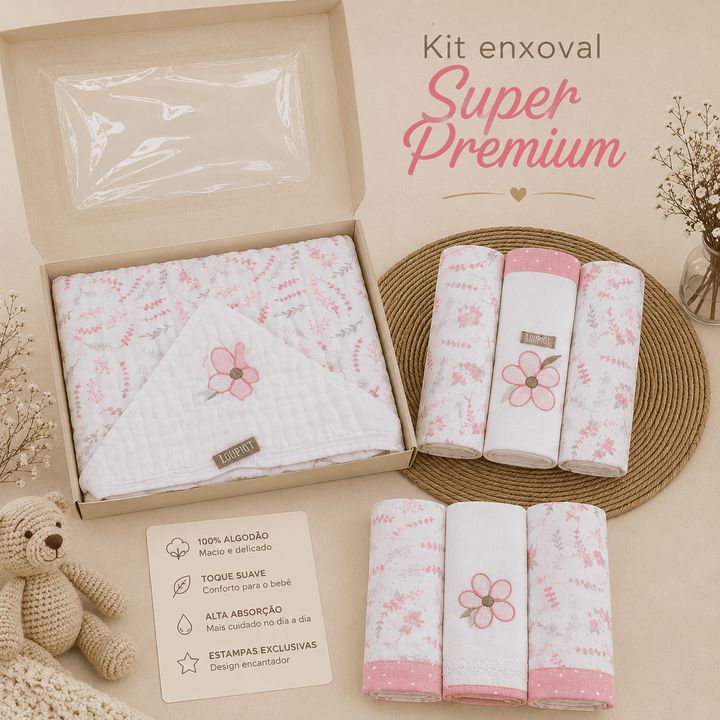 Kit enxoval
Super
Premium
LOUPIOT
LOUPIOT
100% ALGODÃO
Macio e delicado
TOQUE SUAVE
Conforto para o bebê
ALTA ABSORÇÃO
Mais cuidado no dia a dia
ESTAMPAS EXCLUSIVAS
Design encantador